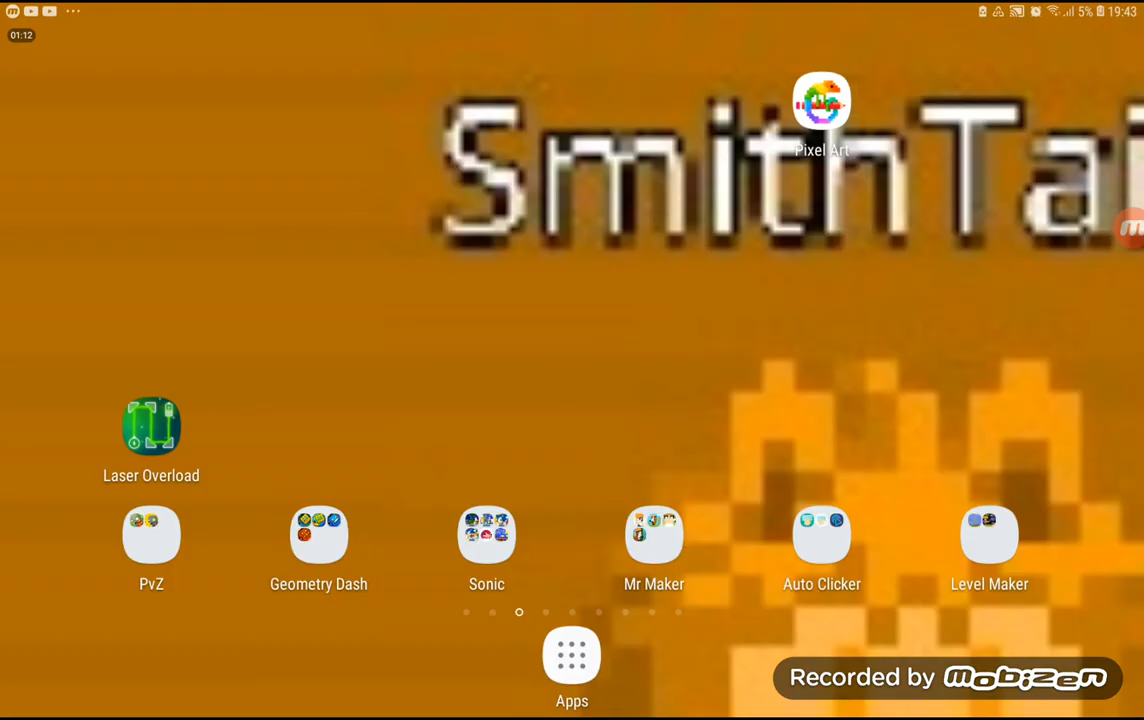 5% 19:43
01:12
SmithTai
Pixel Art
Laser Overload
PvZ
Geometry Dash
Sonic
Mr Maker
Auto Clicker
Level Maker
Recorded by mobizen
Apps